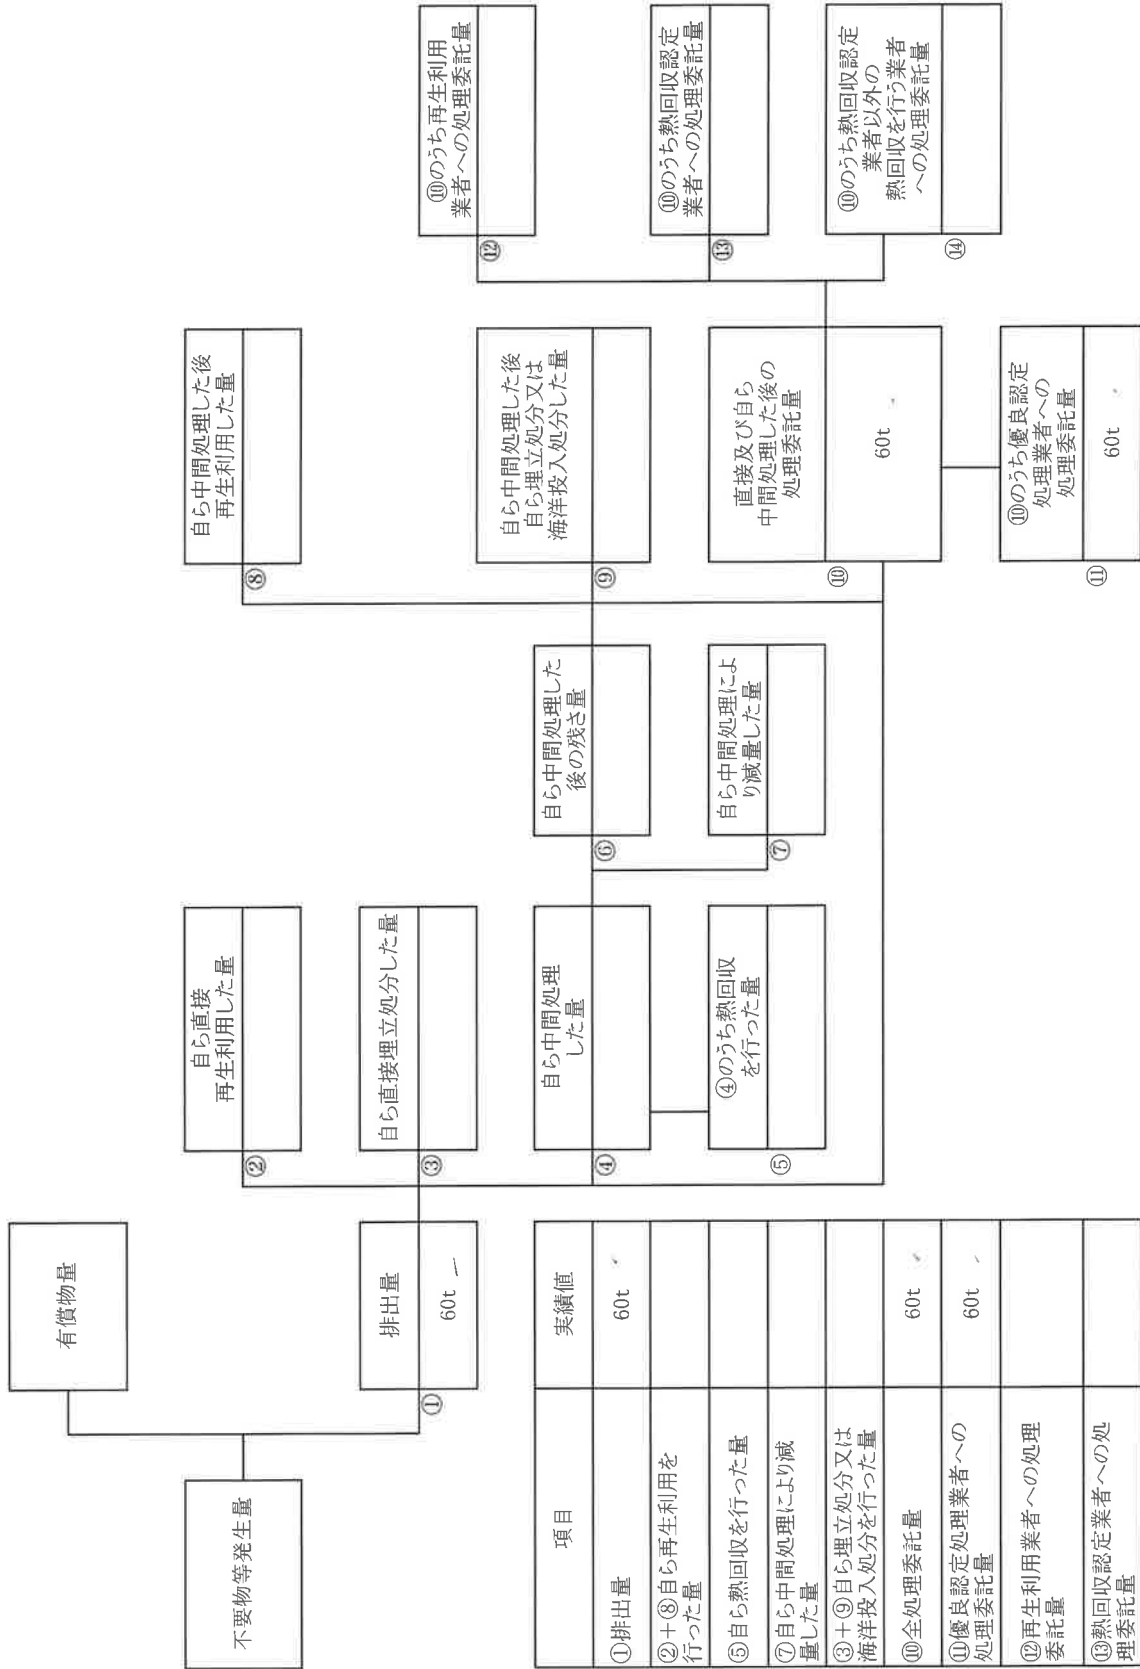 不要物等発生量
有償物量
排出量
①
60t
②
自ら直接
再生利用した量
③
自ら直接埋立処分した量
④
自ら中間処理
した量
⑤
④のうち熱回収
を行った量
⑥
自ら中間処理した
後の残さ量
⑦
自ら中間処理によ
り減量した量
⑧
自ら中間処理した後
再生利用した量
⑨
自ら中間処理した後
自ら埋立処分又は
海洋投入処分した量
⑩
直接及び自ら
中間処理した後の
処理委託量
60t
⑪
⑩のうち優良認定
処理業者への
処理委託量
60t
⑫
⑩のうち再生利用
業者への処理委託量
⑬
⑩のうち熱回収認定
業者への処理委託量
⑭
⑩のうち熱回収認定
業者以外の
熱回収を行う業者
への処理委託量
項目
実績値
①排出量
60t
②+⑧自ら再生利用を
行った量
⑤自ら熱回収を行った量
⑦自ら中間処理により減
量した量
③+⑨自ら埋立処分又は
海洋投入処分を行った量
⑩全処理委託量
60t
⑪優良認定処理業者への
処理委託量
60t
⑫再生利用業者への処理
委託量
⑬熱回収認定業者への処
理委託量